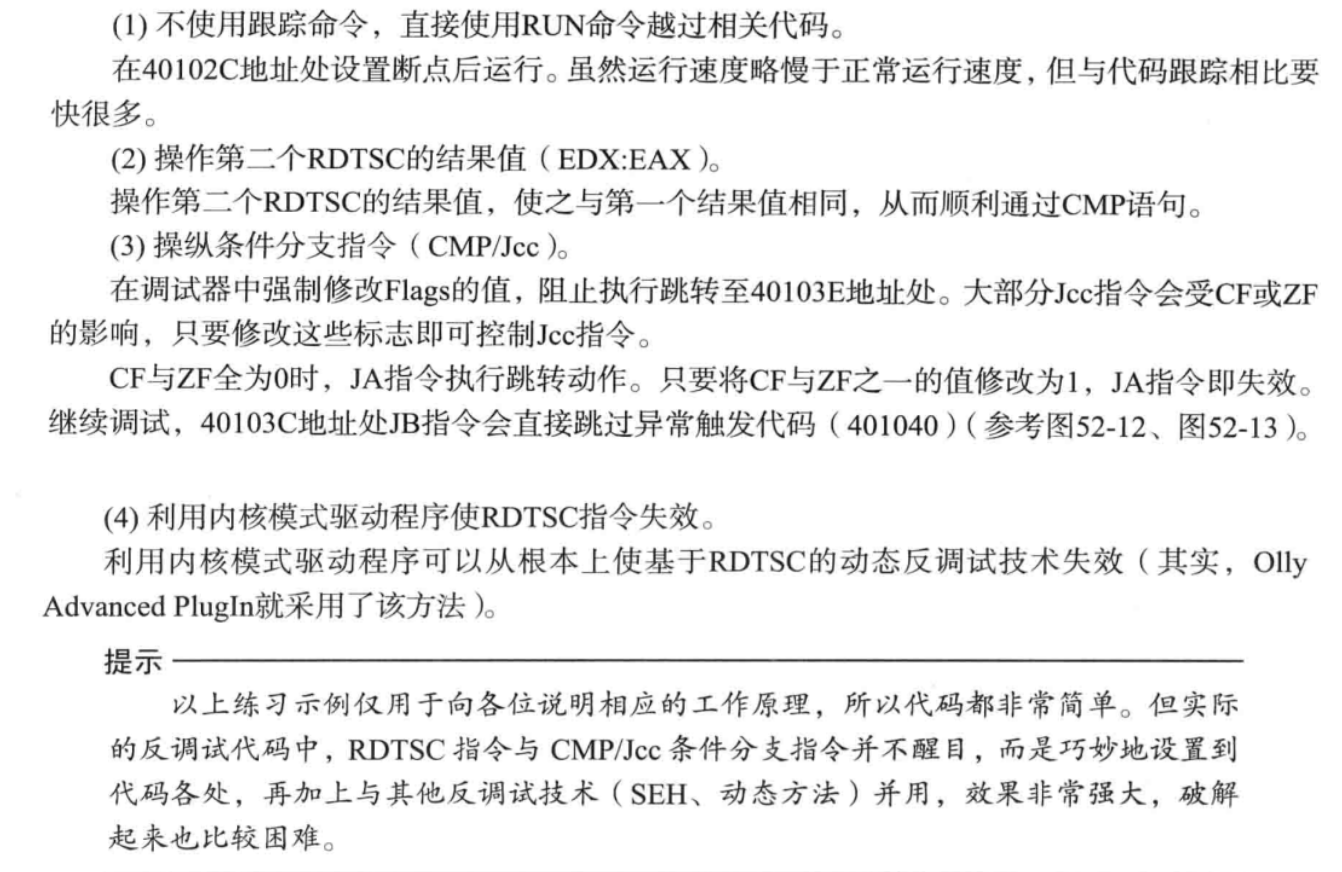 (1) 不使用跟踪命令，直接使用RUN命令越过相关代码。
在40102C地址处设置断点后运行。虽然运行速度略慢于正常运行速度，但与代码跟踪相比要
快很多。
(2) 操作第二个RDTSC的结果值（EDX:EAX）。
操作第二个RDTSC的结果值，使之与第一个结果值相同，从而顺利通过CMP语句。
(3) 操纵条件分支指令（CMP/Jcc）。
在调试器中强制修改Flags的值，阻止执行跳转至40103E地址处。大部分Jcc指令会受CF或ZF
的影响，只要修改这些标志即可控制Jcc指令。
CF与ZF全为0时，JA指令执行跳转动作。只要将CF与ZF之一的值修改为1，JA指令即失效。
继续调试，40103C地址处JB指令会直接跳过异常触发代码（401040）（参考图52-12、图52-13）。
(4) 利用内核模式驱动程序使RDTSC指令失效。
利用内核模式驱动程序可以从根本上使基于RDTSC的动态反调试技术失效（其实，Olly
Advanced PlugIn就采用了该方法）。
提示
以上练习示例仅用于向各位说明相应的工作原理，所以代码都非常简单。但实际
的反调试代码中，RDTSC 指令与 CMP/Jcc 条件分支指令并不醒目，而是巧妙地设置到
代码各处，再加上与其他反调试技术（SEH、动态方法）并用，效果非常强大，破解
起来也比较困难。